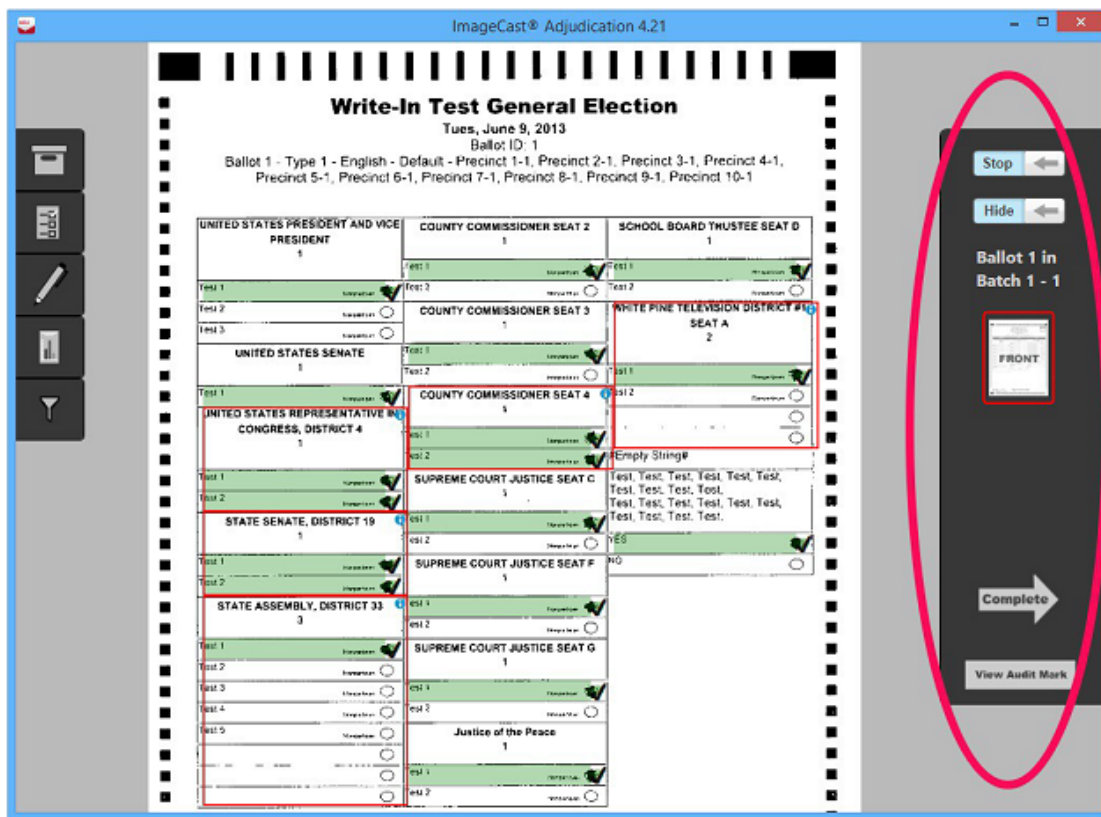 ImageCast® Adjudication 4.21
Write-In Test General Election
Tues, June 9, 2013
Ballot ID: 1
Ballot 1 - Type 1 - English - Default - Precinct 1-1, Precinct 2-1, Precinct 3-1, Precinct 4-1,
Precinct 5-1, Precinct 6-1, Precinct 7-1, Precinct 8-1, Precinct 9-1, Precinct 10-1
UNITED STATES PRESIDENT AND VICE
PRESIDENT
1
Test 1
Test 2
Test 3
UNITED STATES SENATE
1
Test 1
UNITED STATES REPRESENTATIVE IN
CONGRESS, DISTRICT 4
1
Test 1
Test 2
STATE SENATE, DISTRICT 19
1
Test 1
Test 2
STATE ASSEMBLY, DISTRICT 33
3
Test 1
Test 2
Test 3
Test 4
Test 5
COUNTY COMMISSIONER SEAT 2
1
Test 1
Test 2
COUNTY COMMISSIONER SEAT 3
1
Test 1
Test 2
COUNTY COMMISSIONER SEAT 4
1
Test 1
Test 2
SUPREME COURT JUSTICE SEAT C
1
Test 1
Test 2
SUPREME COURT JUSTICE SEAT F
1
Test 1
Test 2
SUPREME COURT JUSTICE SEAT G
1
Test 1
Test 2
Justice of the Peace
1
Test 1
Test 2
SCHOOL BOARD THUSTEE SEAT D
1
Test 1
Test 2
WHITE PINE TELEVISION DISTRICT #1
SEAT A
2
Test 1
Test 2
#Empty String#
Test, Test, Test, Test, Test, Test,
Test, Test, Test, Test.
Test, Test, Test, Test, Test, Test,
Test, Test, Test. Test.
YES
NO
Stop
Hide
Ballot 1 in
Batch 1 - 1
FRONT
Complete
View Audit Mark